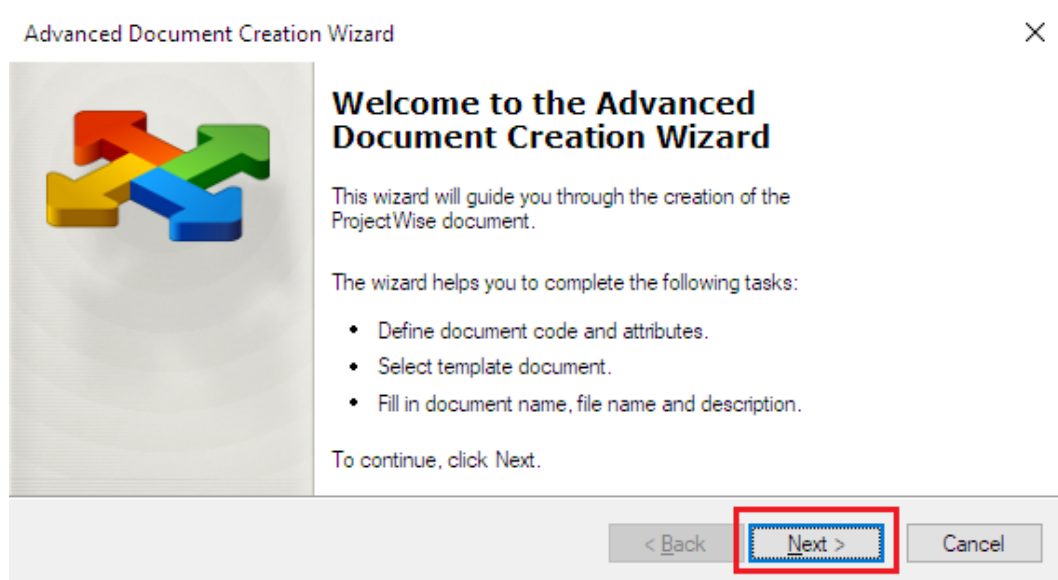 Advanced Document Creation Wizard
Welcome to the Advanced
Document Creation Wizard
This wizard will guide you through the creation of the
ProjectWise document.
The wizard helps you to complete the following tasks:
• Define document code and attributes.
• Select template document.
• Fill in document name, file name and description.
To continue, click Next.
< Back Next > Cancel